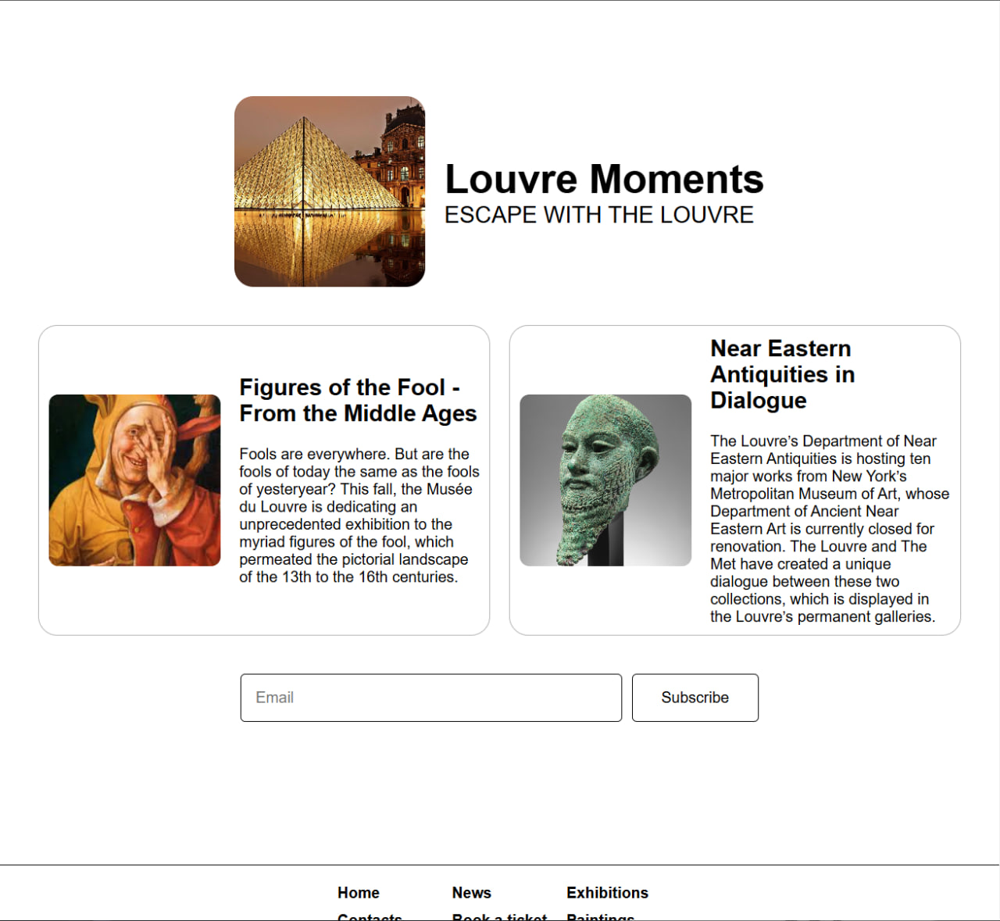 Louvre Moments
ESCAPE WITH THE LOUVRE
Figures of the Fool -
From the Middle Ages
Fools are everywhere. But are the
fools of today the same as the fools
of yesteryear? This fall, the Musée
du Louvre is dedicating an
unprecedented exhibition to the
myriad figures of the fool, which
permeated the pictorial landscape
of the 13th to the 16th centuries.
Near Eastern
Antiquities in
Dialogue
The Louvre’s Department of Near
Eastern Antiquities is hosting ten
major works from New York’s
Metropolitan Museum of Art, whose
Department of Ancient Near
Eastern Art is currently closed for
renovation. The Louvre and The
Met have created a unique
dialogue between these two
collections, which is displayed in
the Louvre’s permanent galleries.
Email
Subscribe
Home News Exhibitions
Contacts Book a ticket Paintings